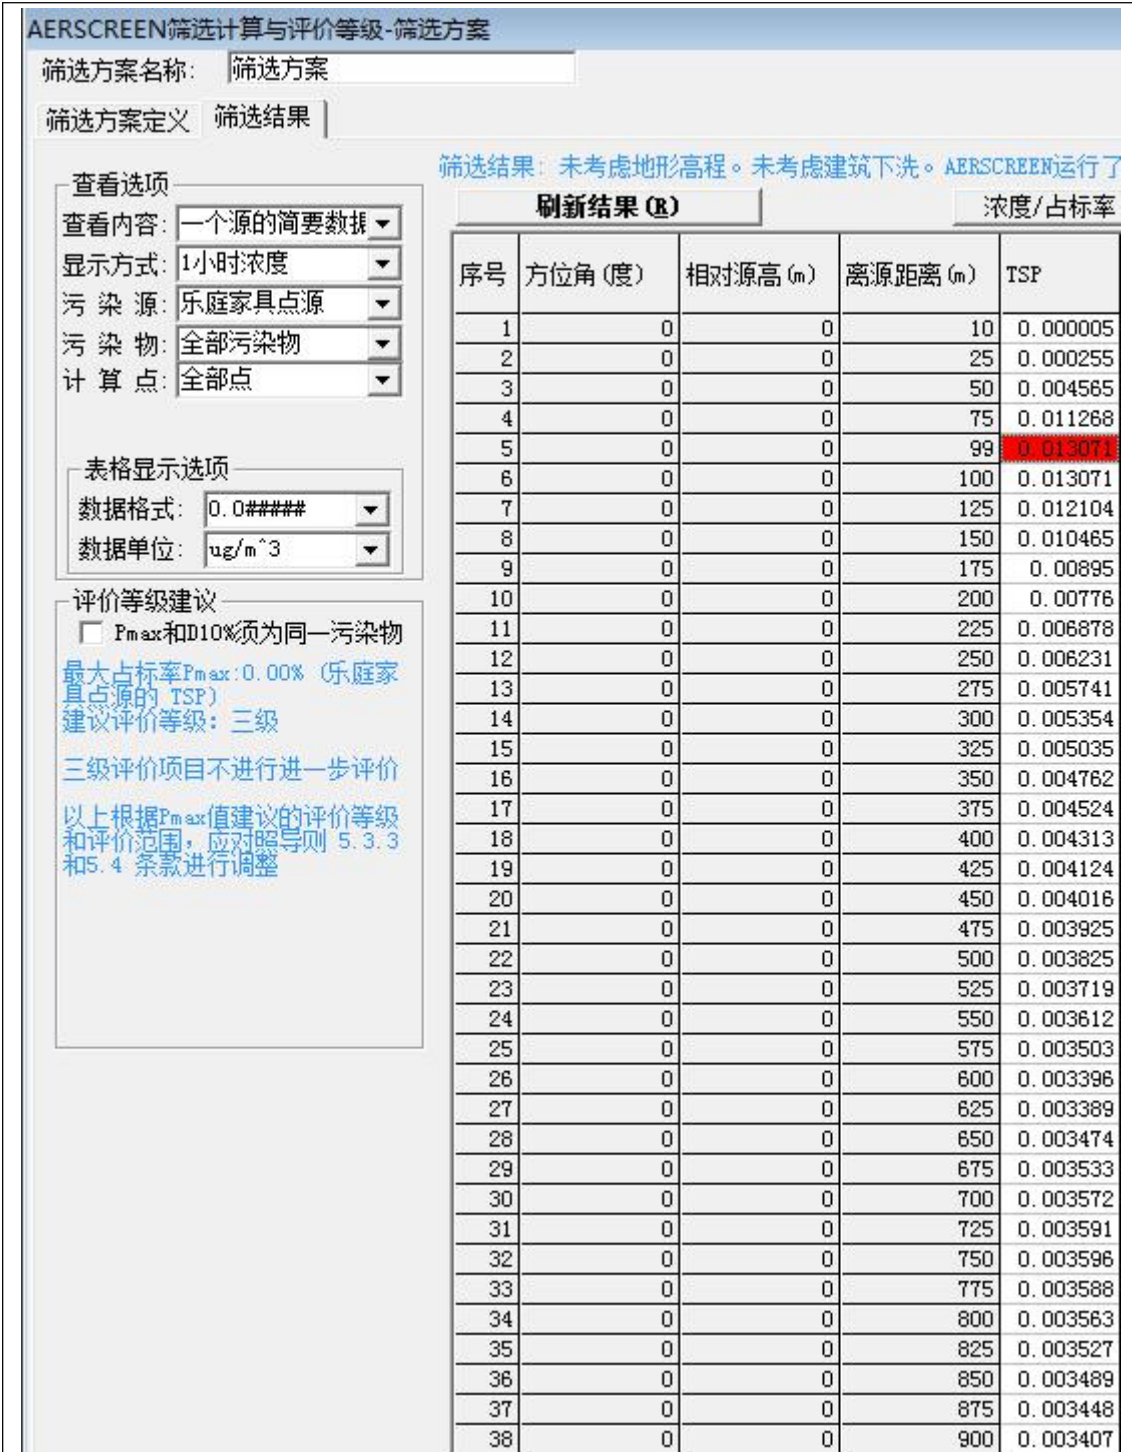 AERSCREEN筛选计算与评价等级-筛选方案
筛选方案名称: 筛选方案
筛选方案定义 筛选结果
筛选结果: 未考虑地形高程。未考虑建筑下洗。AERSCREEN运行了
查看选项
查看内容: 一个源的简要数据
显示方式: 1小时浓度
污 染 源: 乐庭家具点源
污 染 物: 全部污染物
计 算 点: 全部点
表格显示选项
数据格式: 0.0#####
数据单位: ug/m^3
评价等级建议
Pmax和D10%须为同一污染物
最大占标率Pmax:0.00% (乐庭家
具点源的 TSP)
建议评价等级: 三级
三级评价项目不进行进一步评价
以上根据Pmax值建议的评价等级
和评价范围, 应对照导则 5.3.3
和5.4 条款进行调整
刷新结果(R) 浓度/占标率
序号 方位角(度) 相对源高(m) 离源距离(m) TSP
1 0 0 10 0.000005
2 0 0 25 0.000255
3 0 0 50 0.004565
4 0 0 75 0.011268
5 0 0 99 0.013071
6 0 0 100 0.013071
7 0 0 125 0.012104
8 0 0 150 0.010465
9 0 0 175 0.00895
10 0 0 200 0.00776
11 0 0 225 0.006878
12 0 0 250 0.006231
13 0 0 275 0.005741
14 0 0 300 0.005354
15 0 0 325 0.005035
16 0 0 350 0.004762
17 0 0 375 0.004524
18 0 0 400 0.004313
19 0 0 425 0.004124
20 0 0 450 0.004016
21 0 0 475 0.003925
22 0 0 500 0.003825
23 0 0 525 0.003719
24 0 0 550 0.003612
25 0 0 575 0.003503
26 0 0 600 0.003396
27 0 0 625 0.003389
28 0 0 650 0.003474
29 0 0 675 0.003533
30 0 0 700 0.003572
31 0 0 725 0.003591
32 0 0 750 0.003596
33 0 0 775 0.003588
34 0 0 800 0.003563
35 0 0 825 0.003527
36 0 0 850 0.003489
37 0 0 875 0.003448
38 0 0 900 0.003407